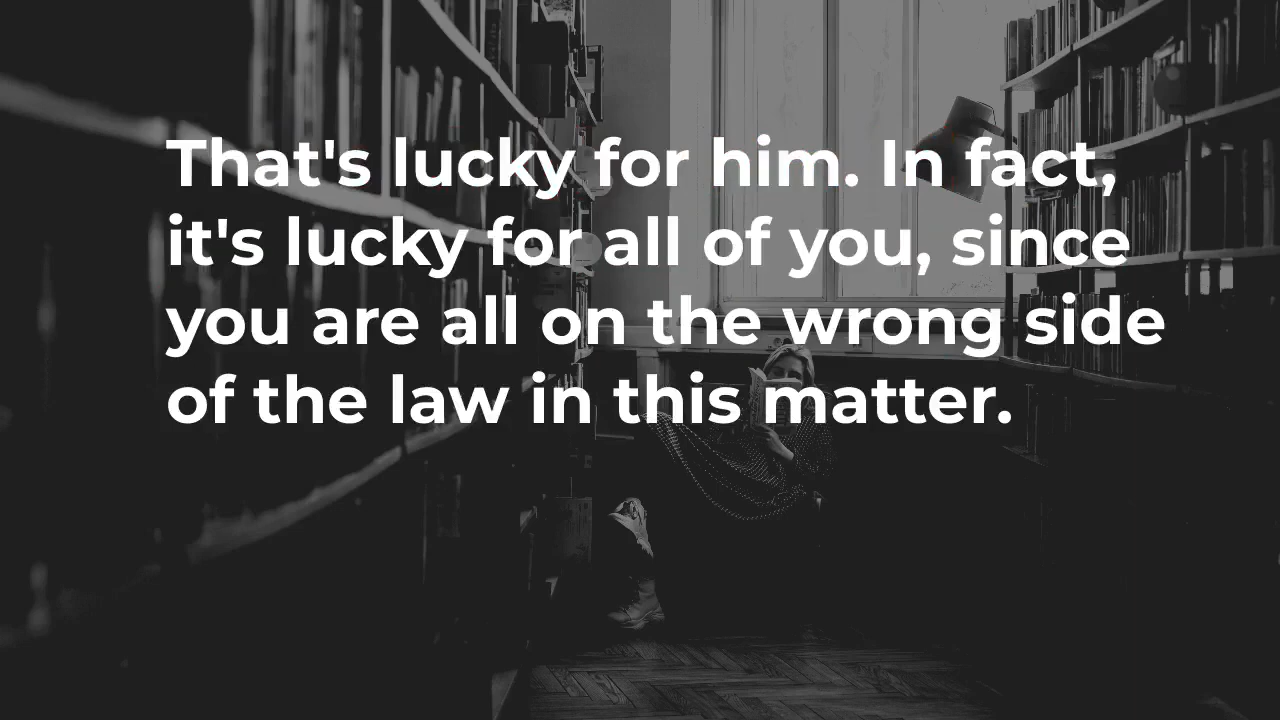 That's lucky for him. In fact,
it's lucky for all of you, since
you are all on the wrong side
of the law in this matter.